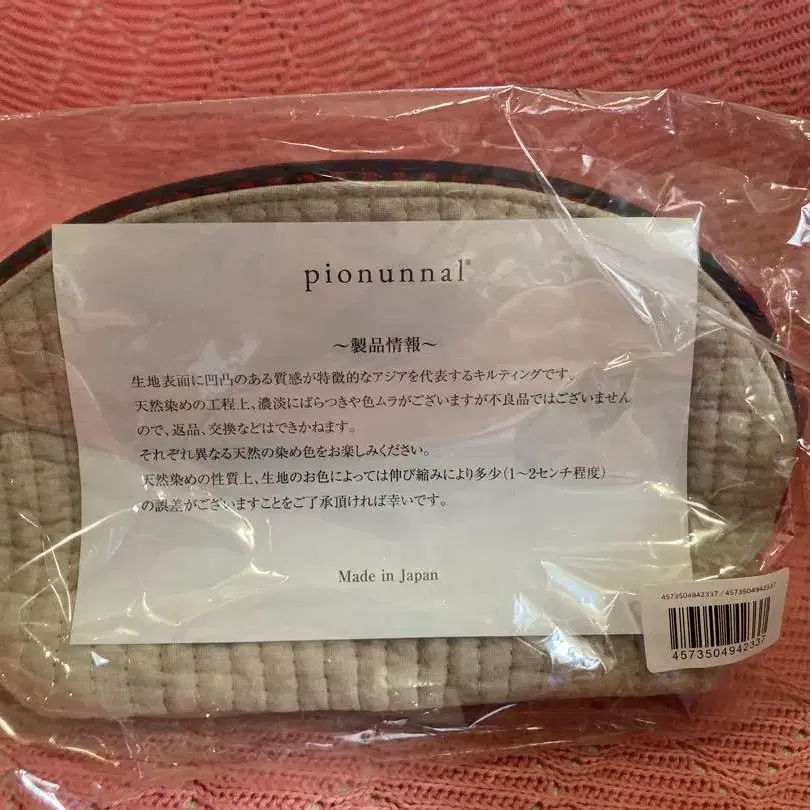 pionunnal®
～製品情報～
生地表面に凹凸のある質感が特徴的なアジアを代表するキルティングです。
天然染めの工程上、濃淡にばらつきや色ムラがございますが不良品ではございません
ので、返品、交換などはできかねます。
それぞれ異なる天然の染め色をお楽しみください。
天然染めの性質上、生地のお色によっては伸び縮みにより多少(1～2センチ程度)
の誤差がございますことをご了承頂ければ幸いです。
Made in Japan
4573504942337/4573504942337
4573504942337